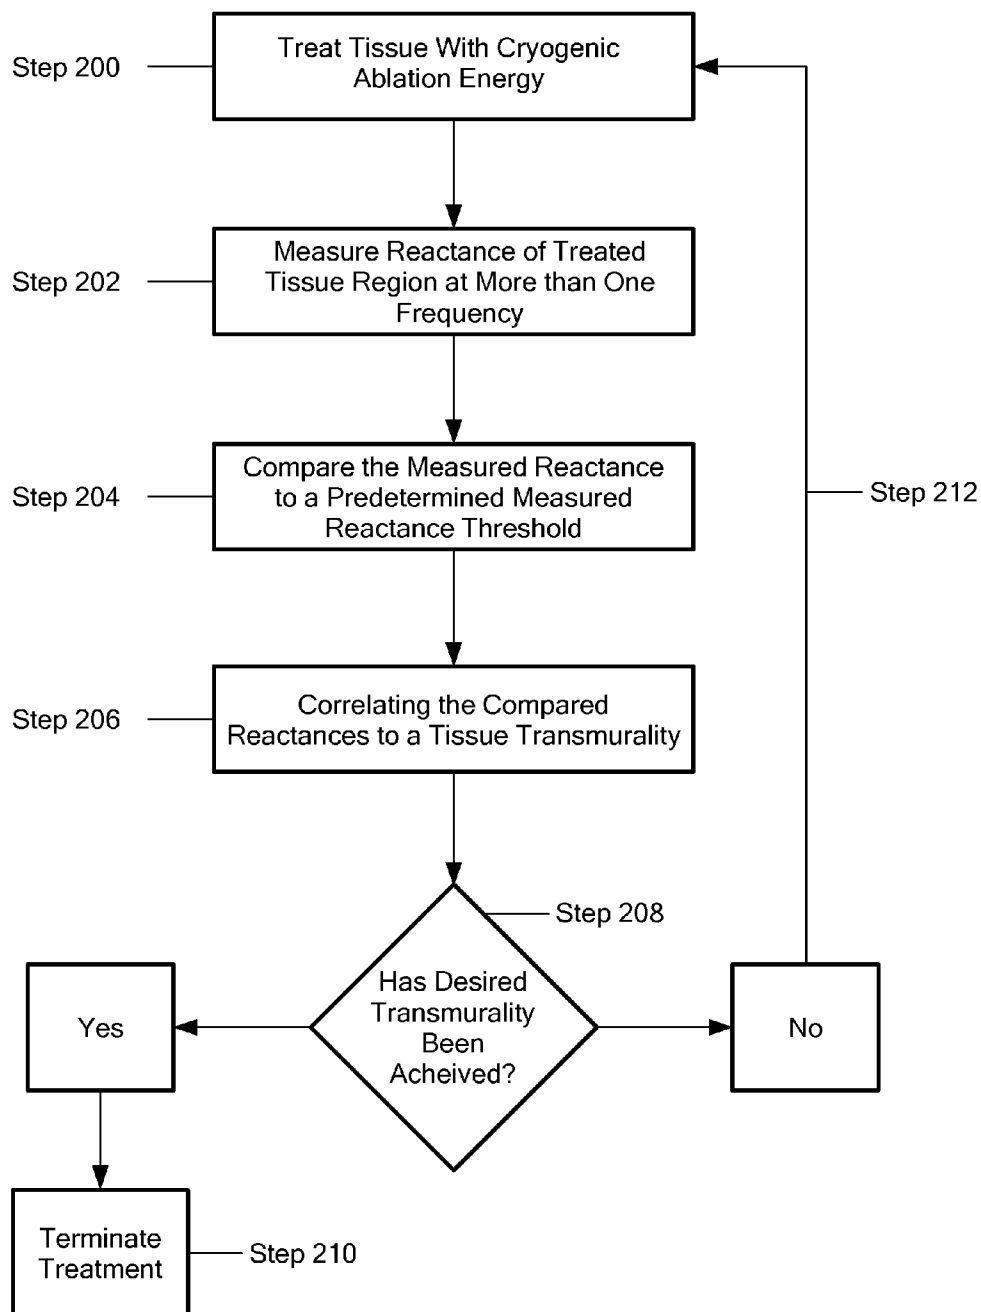 Step 200
Treat Tissue With Cryogenic
Ablation Energy
Step 202
Measure Reactance of Treated
Tissue Region at More than One
Frequency
Step 204
Compare the Measured Reactance
to a Predetermined Measured
Reactance Threshold
Step 212
Step 206
Correlating the Compared
Reactances to a Tissue Transmurality
Step 208
Has Desired
Transmurality
Been
Acheived?
Yes
No
Terminate
Treatment
Step 210